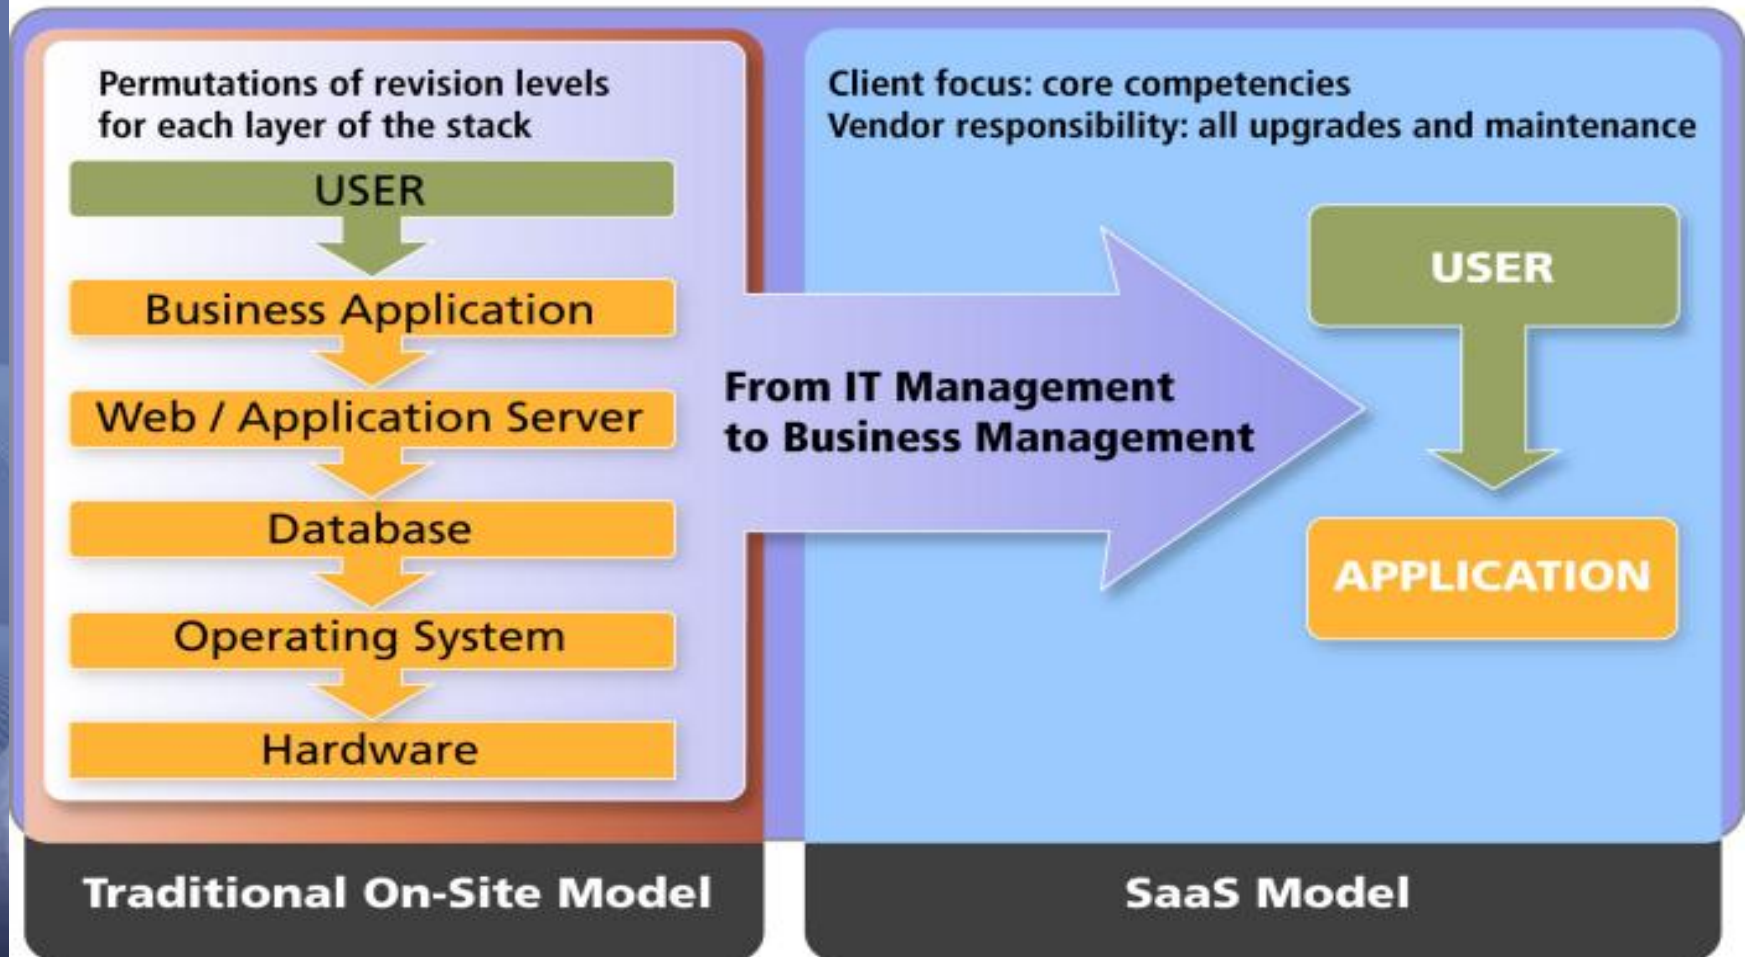 Permutations of revision levels
for each layer of the stack
USER
Business Application
Web / Application Server
Database
Operating System
Hardware
Traditional On-Site Model
From IT Management
to Business Management
Client focus: core competencies
Vendor responsibility: all upgrades and maintenance
USER
APPLICATION
SaaS Model